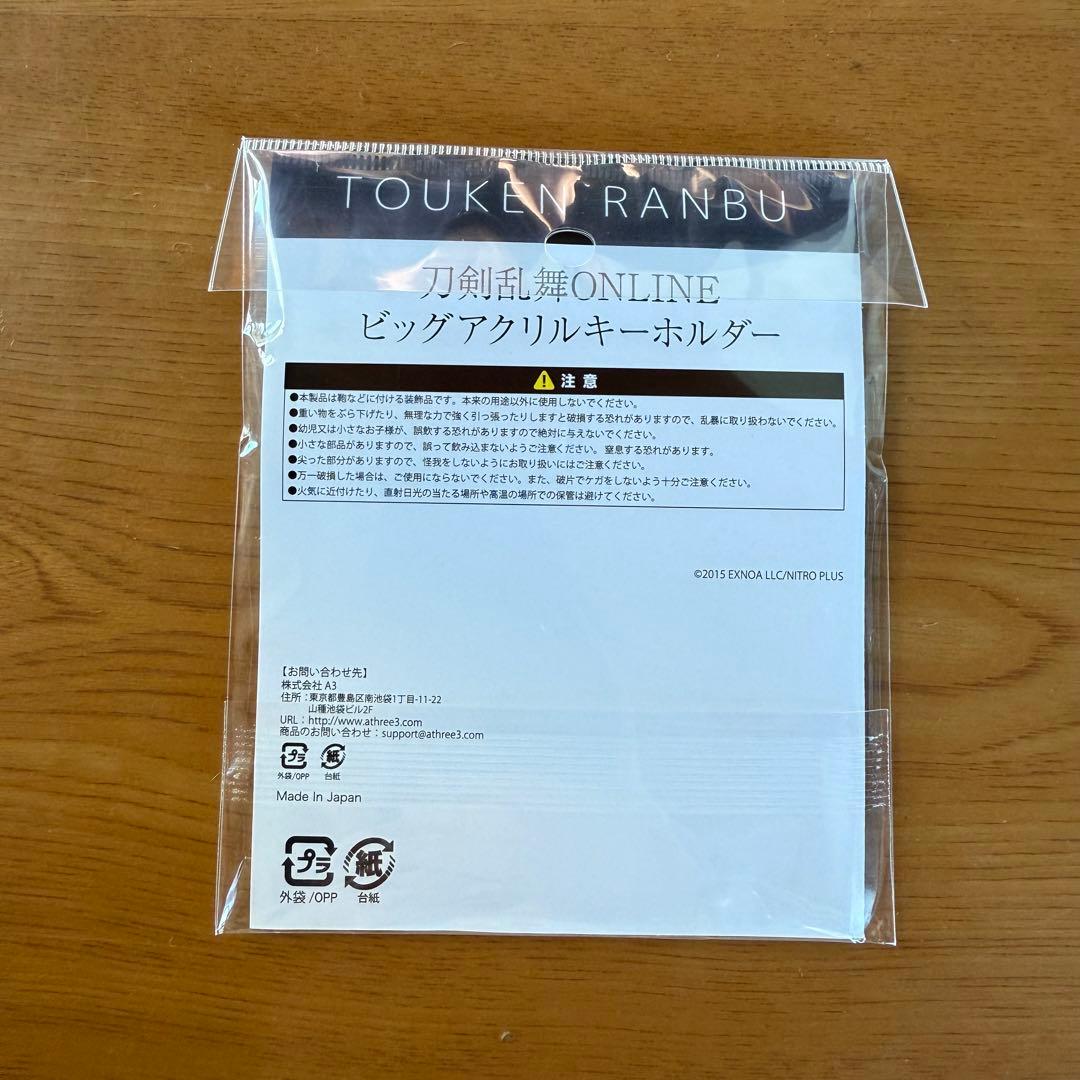 TOUKEN RANBU
刀剣乱舞ONLINE
ビッグアクリルキーホルダー
注意
●本製品は鞄などに付ける装飾品です。本来の用途以外に使用しないでください。
●重い物をぶら下げたり、無理な力で強く引っ張ったりしますと破損する恐れがありますので、乱暴に取り扱わないでください。
●幼児又は小さなお子様が、誤飲する恐れがありますので絶対に与えないでください。
●小さな部品がありますので、誤って飲み込まないようご注意ください。窒息する恐れがあります。
●尖った部分がありますので、怪我をしないようにお取り扱いにはご注意ください。
●万一破損した場合は、ご使用にならないでください。また、破片でケガをしないよう十分ご注意ください。
●火気に近付けたり、直射日光の当たる場所や高温の場所での保管は避けてください。
©2015 EXNOA LLC/NITRO PLUS
【お問い合わせ先】
株式会社 A3
住所：東京都豊島区南池袋1丁目-11-22
山種池袋ビル2F
URL：http://www.athree3.com
商品のお問い合わせ：support@athree3.com
プラ 紙
外袋/OPP 台紙
Made In Japan
プラ 紙
外袋/OPP 台紙